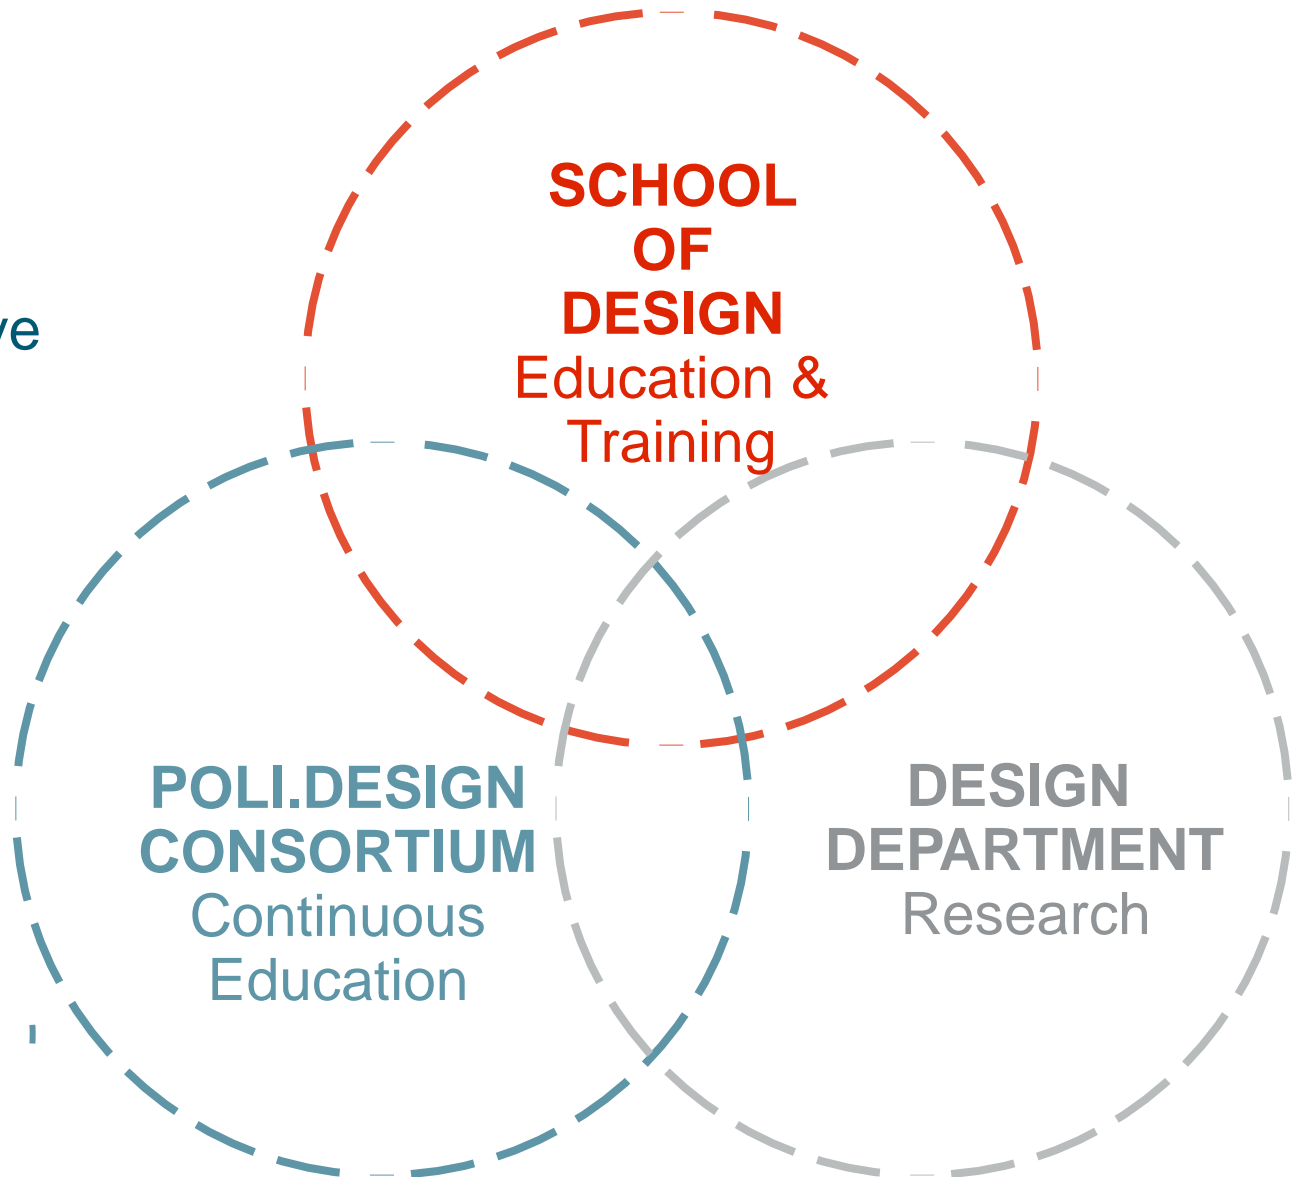 SCHOOL
OF
DESIGN
Education &
Training
POLI.DESIGN
CONSORTIUM
Continuous
Education
DESIGN
DEPARTMENT
Research